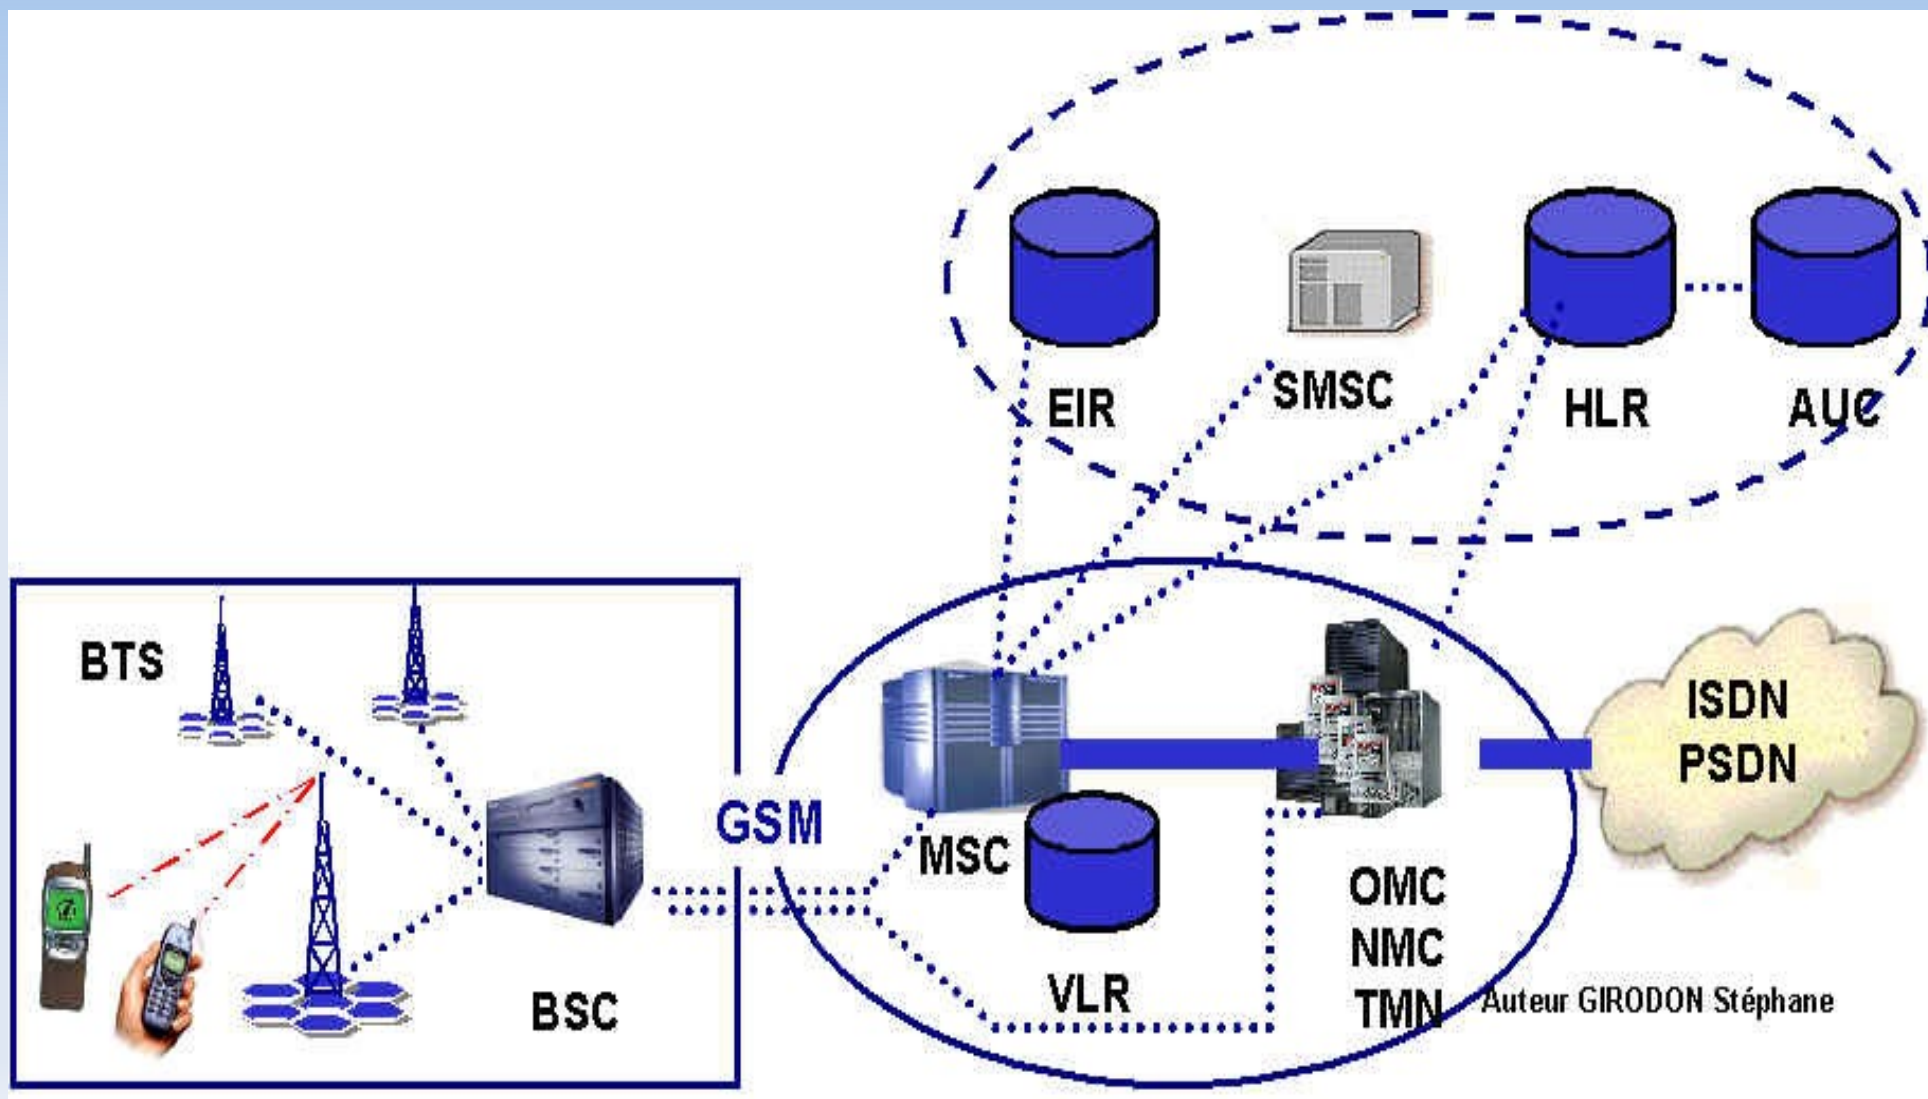 EIR
SMSC
HLR
AUC
BTS
ISDN
PSDN
GSM
MSC
OMC
NMC
TMN
VLR
BSC
Auteur GIRODON Stéphane